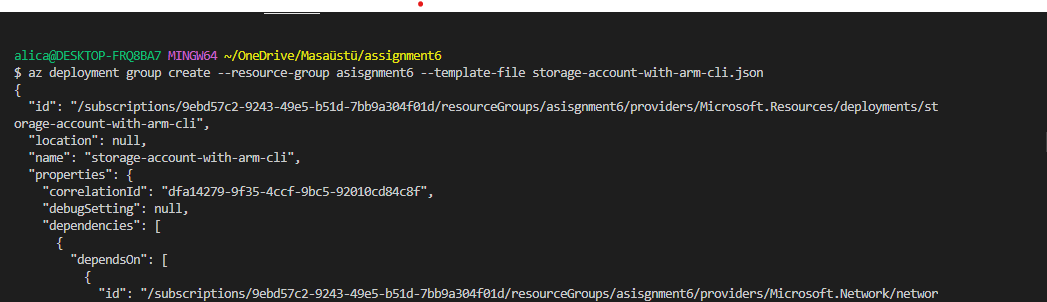 alica@DESKTOP-FRQ8BA7 MINGW64 ~/OneDrive/Masaüstü/assignment6
$ az deployment group create --resource-group asisgnment6 --template-file storage-account-with-arm-cli.json
{
  "id": "/subscriptions/9ebd57c2-9243-49e5-b51d-7bb9a304f01d/resourceGroups/asisgnment6/providers/Microsoft.Resources/deployments/st
orage-account-with-arm-cli",
  "location": null,
  "name": "storage-account-with-arm-cli",
  "properties": {
    "correlationId": "dfa14279-9f35-4ccf-9bc5-92010cd84c8f",
    "debugSetting": null,
    "dependencies": [
      {
        "dependsOn": [
          {
            "id": "/subscriptions/9ebd57c2-9243-49e5-b51d-7bb9a304f01d/resourceGroups/asisgnment6/providers/Microsoft.Network/networ